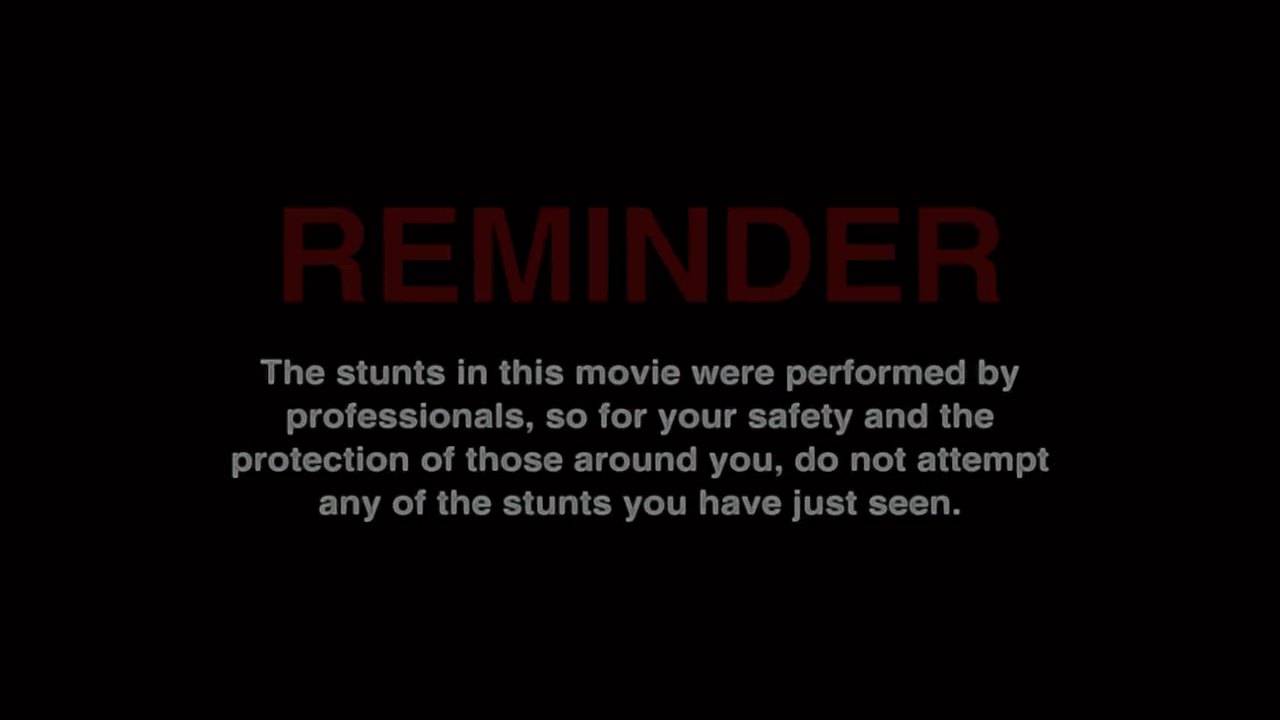 REMINDER
The stunts in this movie were performed by
professionals, so for your safety and the
protection of those around you, do not attempt
any of the stunts you have just seen.